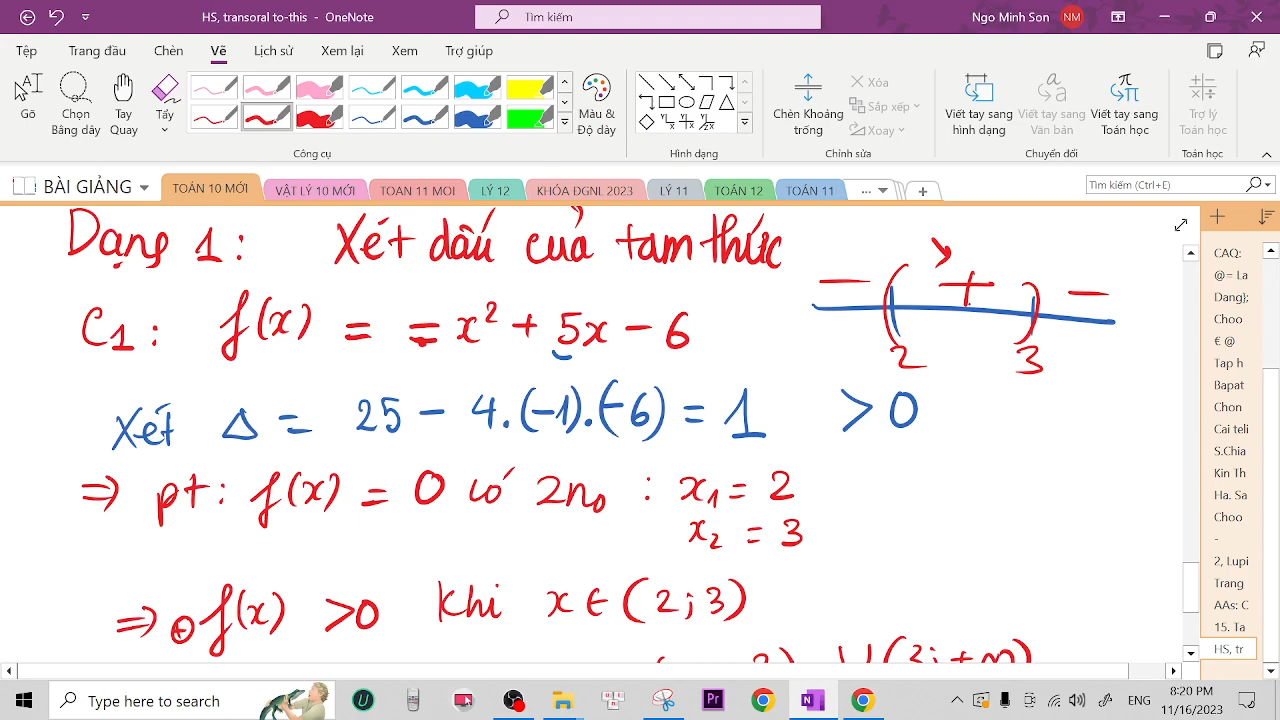 HS, transoral to-this - OneNote
Tìm kiếm
Ngo Minh Son
NM
Tệp Trang đầu Chèn Vẽ Lịch sử Xem lại Xem Trợ giúp
Gõ
Chọn Bằng dây
Tay Quay
Màu & Độ dày
Chèn Khoảng trống
Xóa
Sắp xếp
Xoay
Viết tay sang hình dạng
Viết tay sang Văn bản
Viết tay sang Toán học
Trợ lý Toán học
Công cụ
Hình dạng
Chỉnh sửa
Chuyển đổi
Toán học
BÀI GIẢNG
TOÁN 10 MỚI
VẬT LÝ 10 MỚI
TOAN 11 MOI
LÝ 12
KHÓA ĐGNL 2023
LÝ 11
TOÁN 12
TOÁN 11
...
Tìm kiếm (Ctrl+E)
Dạng 1: Xét dấu của tam thức
C1: f(x) = -x² + 5x - 6
- ( + ) -
2 3
Xét Δ = 25 - 4.(-1).(-6) = 1 > 0
⇒ pt: f(x) = 0 có 2n₀ : x₁ = 2
x₂ = 3
⇒ ⊕ f(x) > 0 khi x ∈ (2;3)
2) ∪ (3;+∞)
CAQ:
@= La
Dang};
Choo
€ @
Tap h
Bapat
Chon
Cai teli
S.Chia
Kin Th
Ha. Sa
Choo
-
2, Lupi
Trang
AAs: C
15. Ta
HS, tr
Type here to search
ENG
8:20 PM
11/16/2023